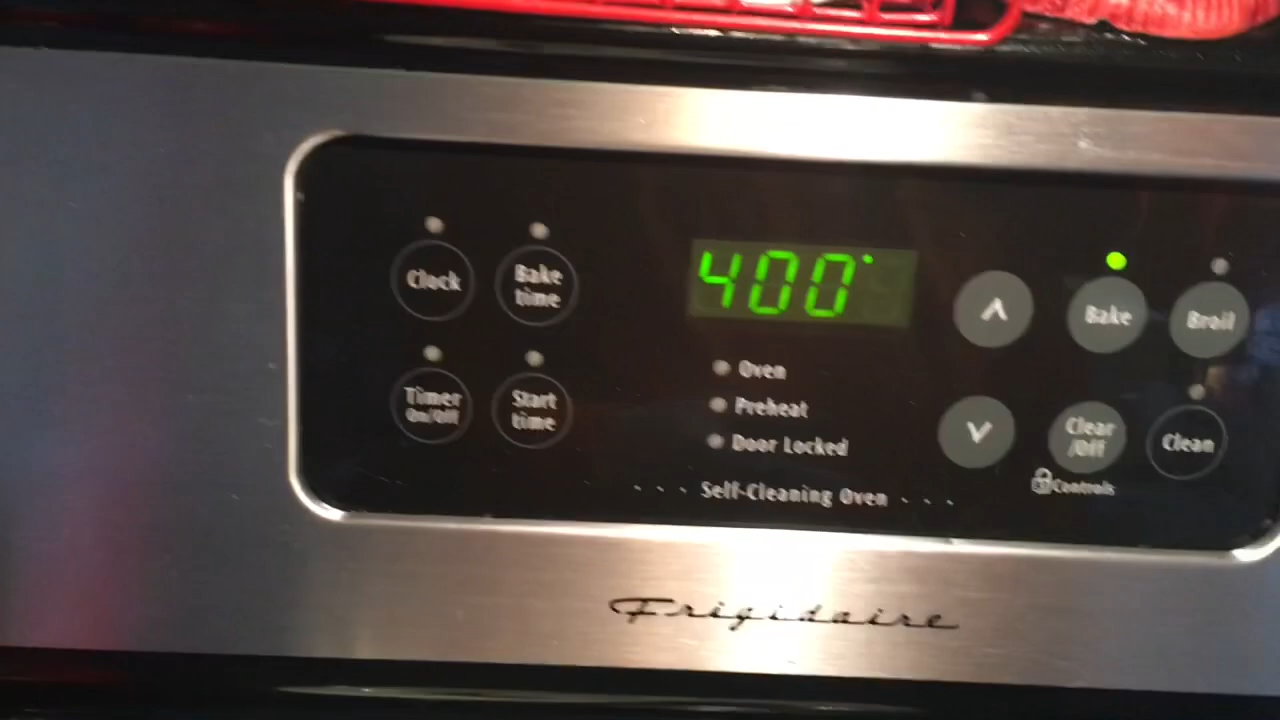 400°
Clock
Bake
time
Bake
Broil
Timer
On/Off
Start
time
Oven
Preheat
Door Locked
Clear
/Off
Clean
Controls
- - - Self-Cleaning Oven - - -
Frigidaire